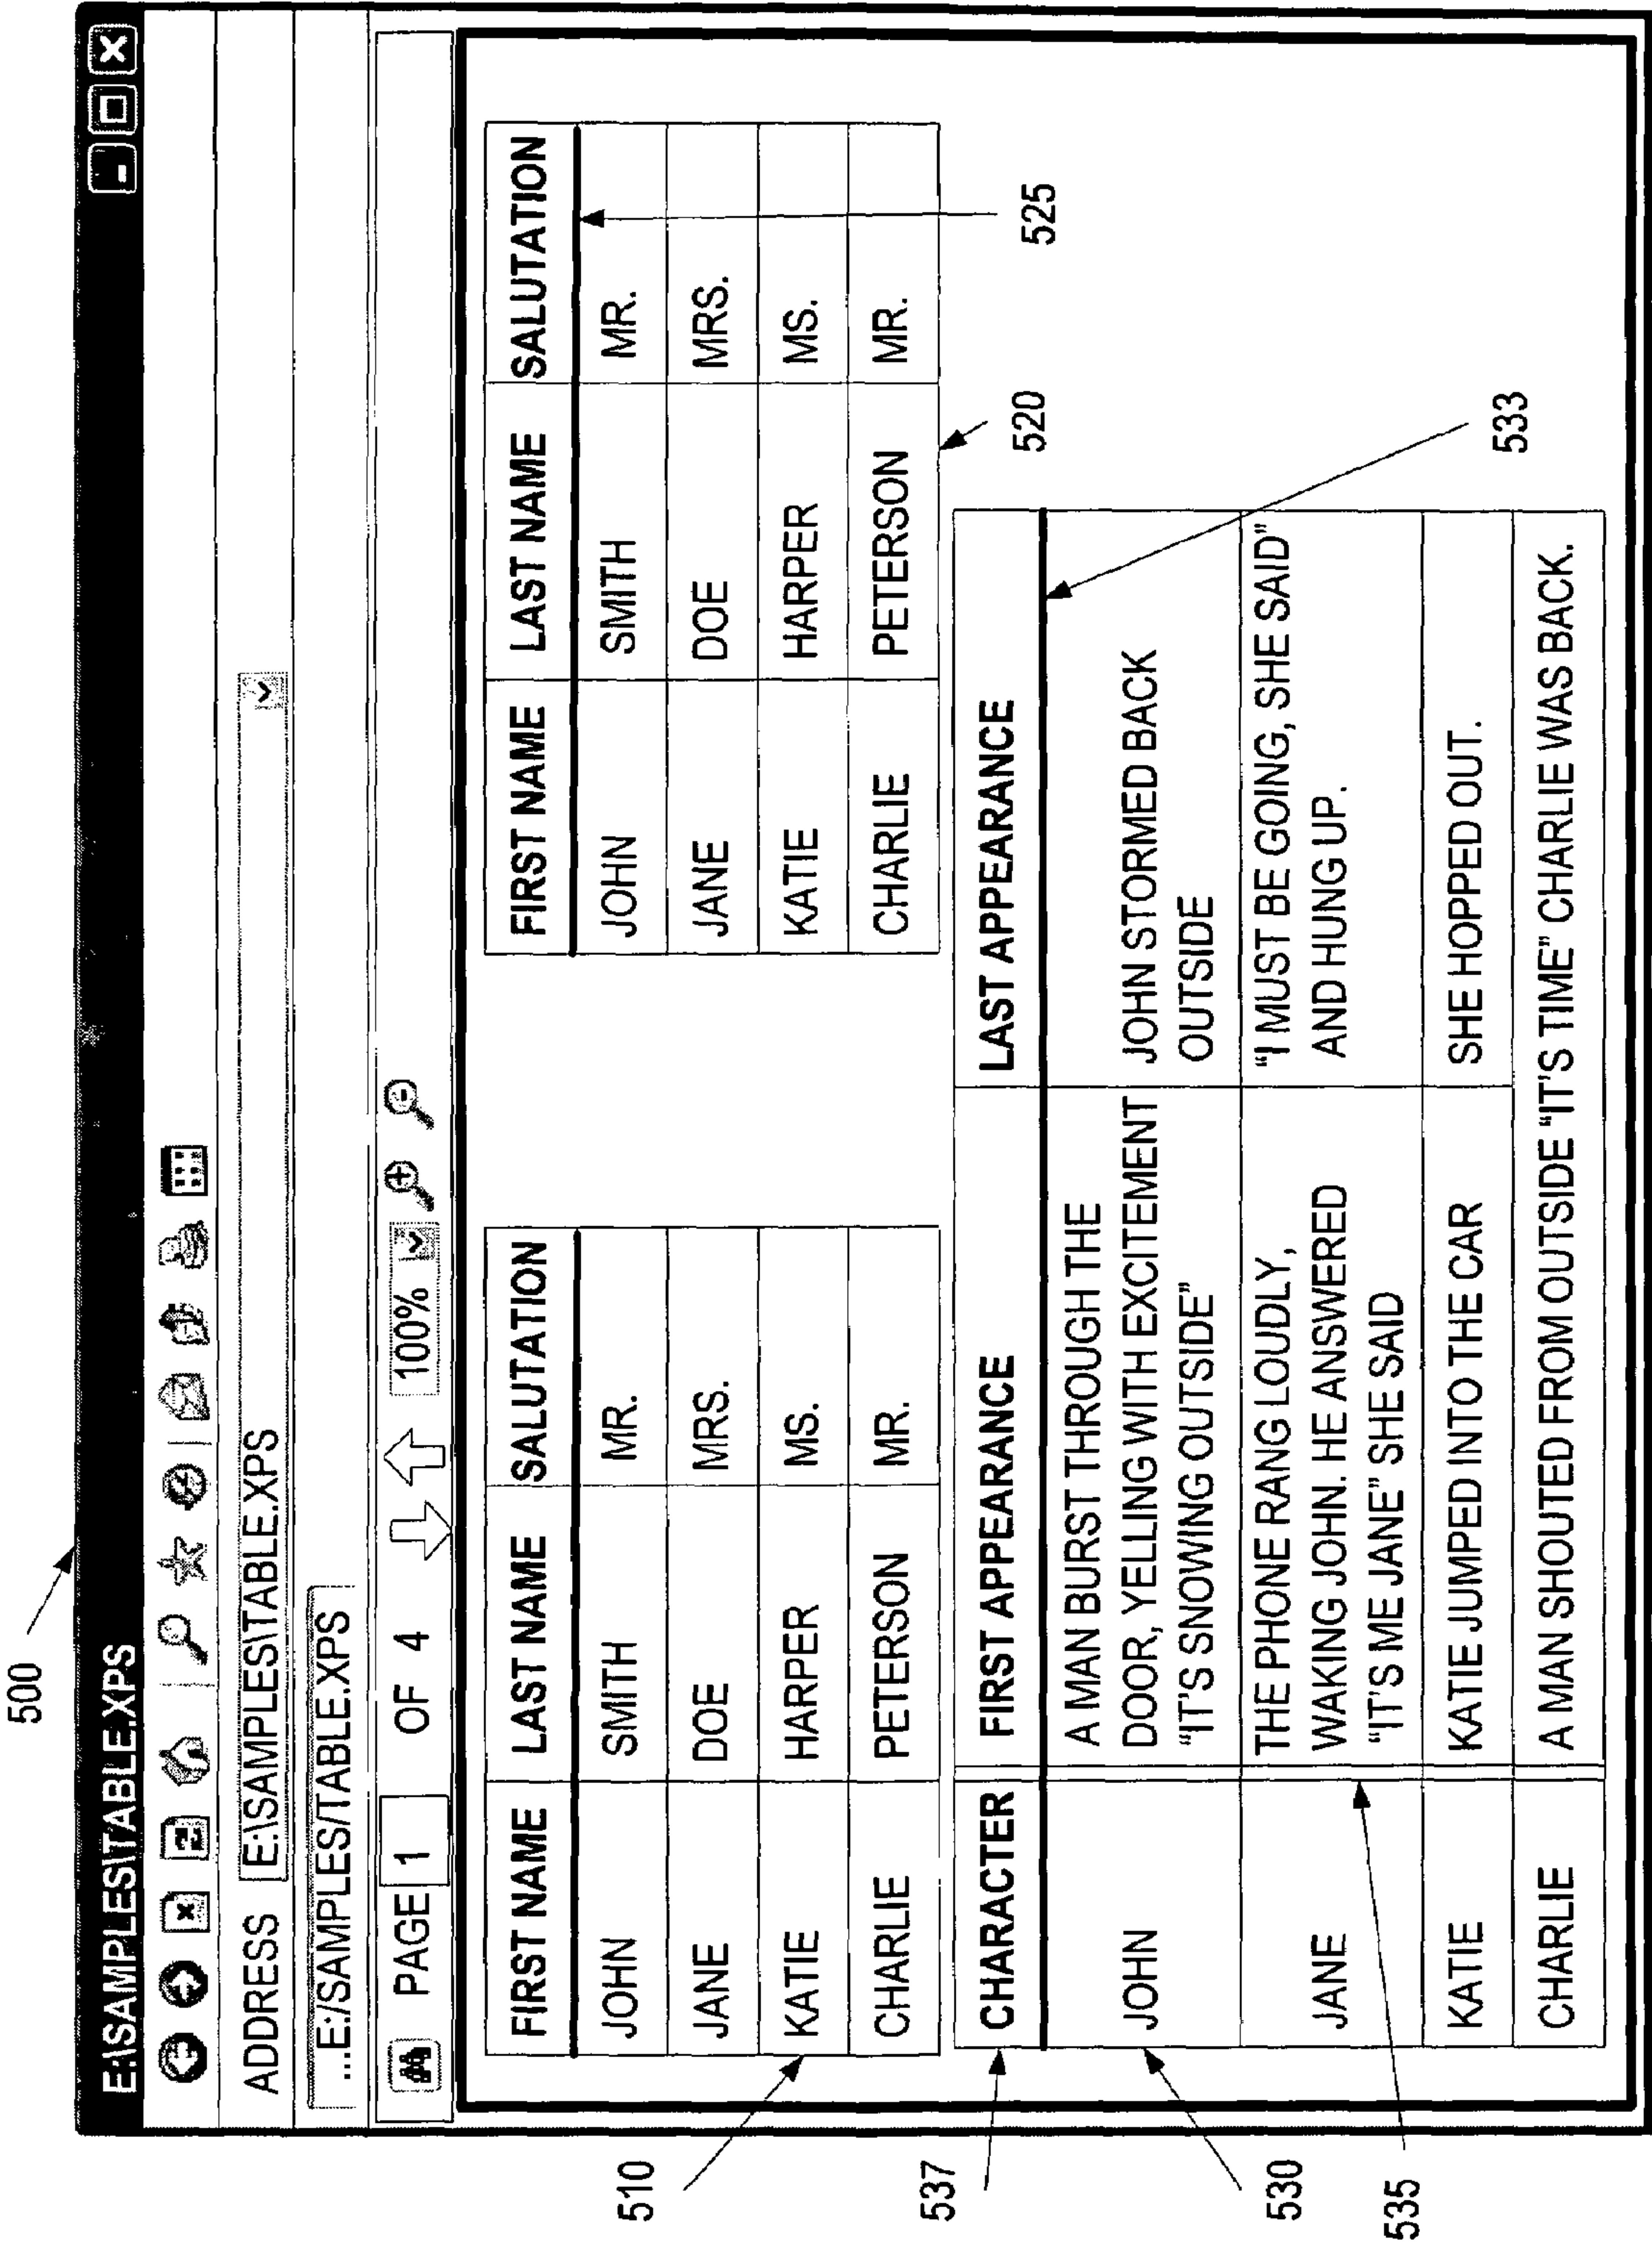 500
E:\SAMPLES\TABLE.XPS
ADDRESS E:\SAMPLES\TABLE.XPS
...E:/SAMPLES/TABLE.XPS
PAGE 1 OF 4 100%
FIRST NAME LAST NAME SALUTATION
JOHN SMITH MR.
JANE DOE MRS.
KATIE HARPER MS.
CHARLIE PETERSON MR.
510
FIRST NAME LAST NAME SALUTATION
JOHN SMITH MR.
JANE DOE MRS.
KATIE HARPER MS.
CHARLIE PETERSON MR.
525
520
537
CHARACTER FIRST APPEARANCE LAST APPEARANCE
JOHN
A MAN BURST THROUGH THE
DOOR, YELLING WITH EXCITEMENT
"IT'S SNOWING OUTSIDE"
JOHN STORMED BACK
OUTSIDE
JANE
THE PHONE RANG LOUDLY,
WAKING JOHN. HE ANSWERED
"IT'S ME JANE" SHE SAID
"I MUST BE GOING, SHE SAID"
AND HUNG UP.
KATIE KATIE JUMPED INTO THE CAR SHE HOPPED OUT.
CHARLIE A MAN SHOUTED FROM OUTSIDE "IT'S TIME" CHARLIE WAS BACK.
530
535
533